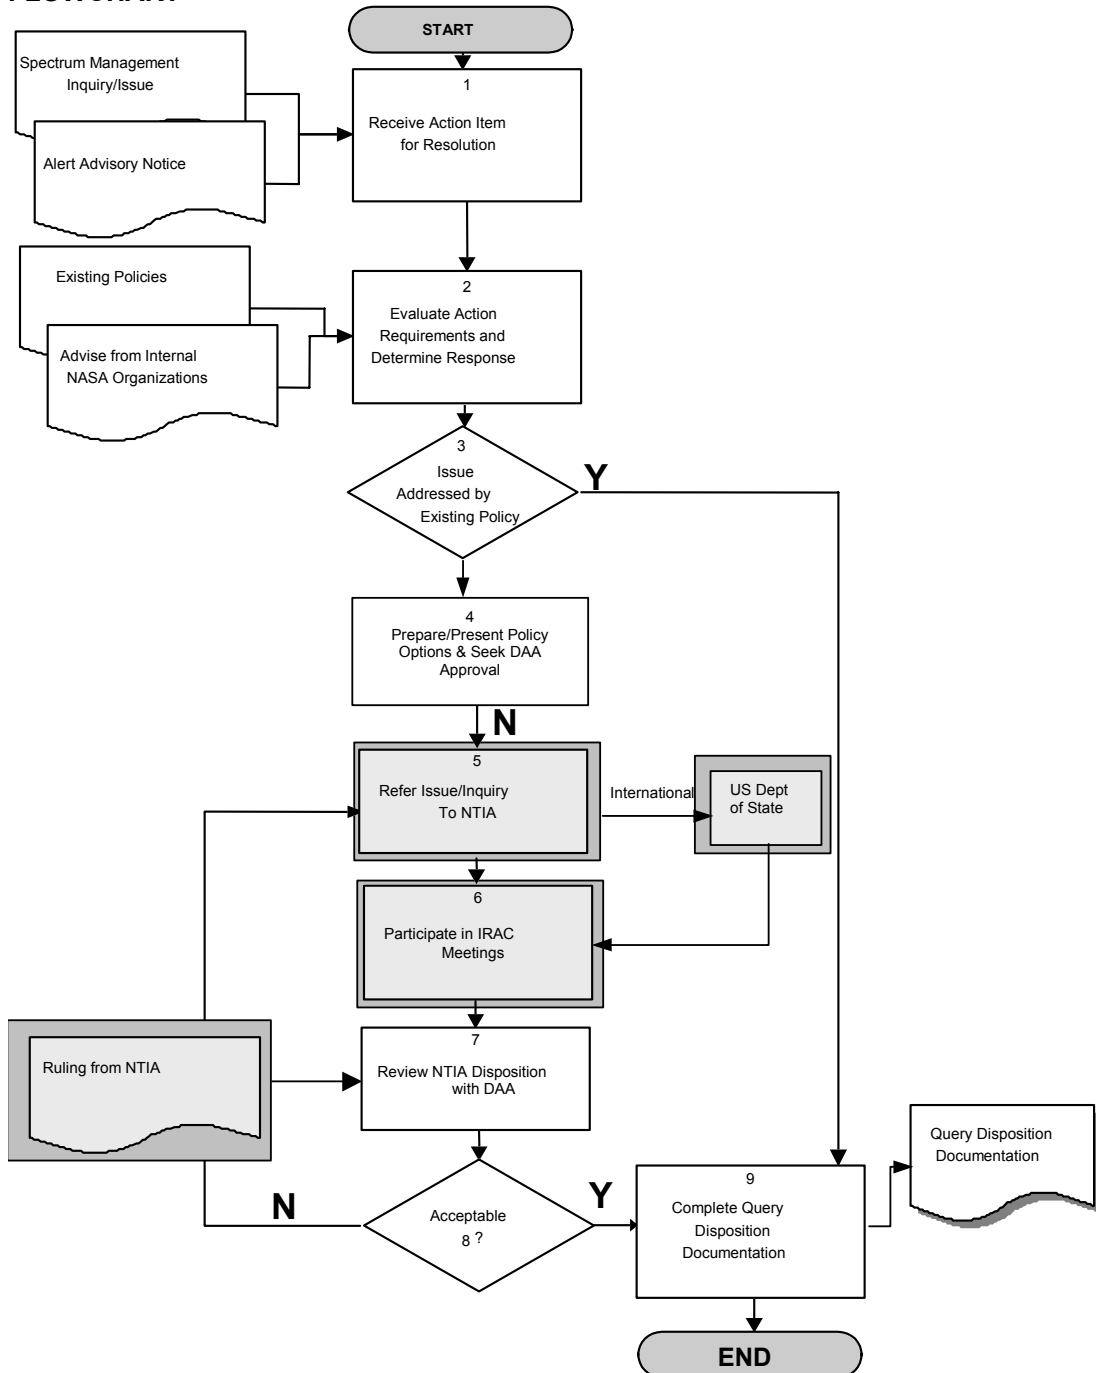 START
Spectrum Management
Inquiry/Issue
1
Receive Action Item
for Resolution
Alert Advisory Notice
Existing Policies
2
Evaluate Action
Requirements and
Determine Response
Advise from Internal
NASA Organizations
3
Issue
Addressed by
Existing Policy
Y
4
Prepare/Present Policy
Options & Seek DAA
Approval
N
5
Refer Issue/Inquiry
To NTIA
International
US Dept
of State
6
Participate in IRAC
Meetings
Ruling from NTIA
7
Review NTIA Disposition
with DAA
N
Acceptable
8 ?
Y
9
Complete Query
Disposition
Documentation
Query Disposition
Documentation
END